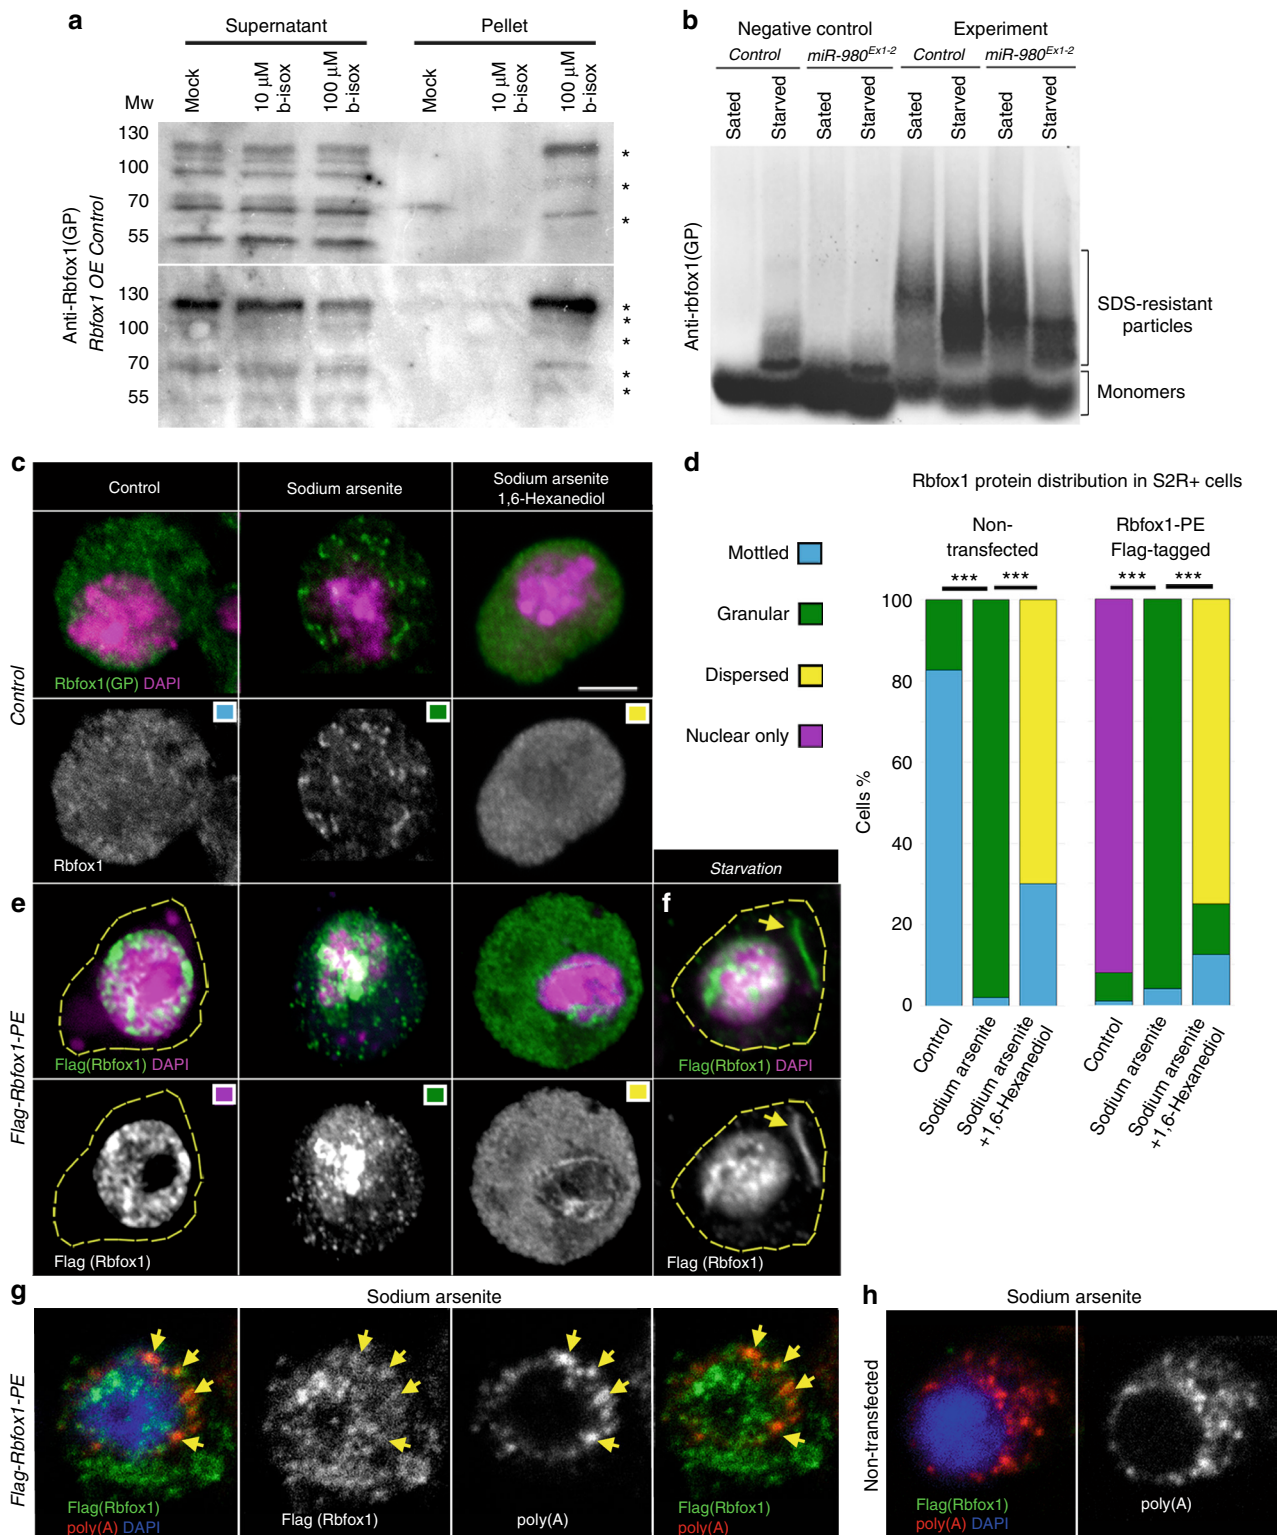 a
Supernatant
Pellet
Mw
Mock
10 µM b-isox
100 µM b-isox
Mock
10 µM b-isox
100 µM b-isox
130
100
70
55
*
*
*
130
100
70
55
*
*
*
*
*
Anti-Rbfox1(GP)
Rbfox1 OE Control
b
Negative control
Experiment
Control
miR-980^Ex1-2
Control
miR-980^Ex1-2
Sated
Starved
Sated
Starved
Sated
Starved
Sated
Starved
Anti-rbfox1(GP)
SDS-resistant
particles
Monomers
c
Control
Sodium arsenite
Sodium arsenite
1,6-Hexanediol
Control
Rbfox1(GP) DAPI
Rbfox1
d
Rbfox1 protein distribution in S2R+ cells
Mottled
Granular
Dispersed
Nuclear only
Non-
transfected
Rbfox1-PE
Flag-tagged
***
***
***
***
Cells %
100
80
60
40
20
0
Control
Sodium arsenite
Sodium arsenite
+1,6-Hexanediol
Control
Sodium arsenite
Sodium arsenite
+1,6-Hexanediol
e
Flag-Rbfox1-PE
Flag(Rbfox1) DAPI
Flag (Rbfox1)
f
Starvation
Flag(Rbfox1) DAPI
Flag (Rbfox1)
g
Sodium arsenite
Flag-Rbfox1-PE
Flag(Rbfox1)
poly(A) DAPI
Flag (Rbfox1)
poly(A)
Flag(Rbfox1)
poly(A)
h
Sodium arsenite
Non-transfected
Flag(Rbfox1)
poly(A) DAPI
poly(A)